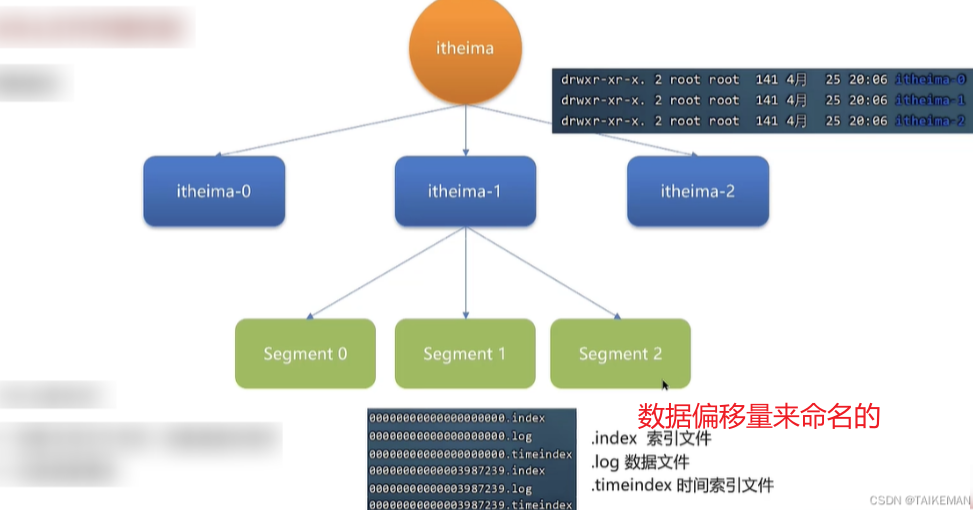 itheima
drwxr-xr-x. 2 root root 141 4月 25 20:06 itheima-0
drwxr-xr-x. 2 root root 141 4月 25 20:06 itheima-1
drwxr-xr-x. 2 root root 141 4月 25 20:06 itheima-2
itheima-0
itheima-1
itheima-2
Segment 0
Segment 1
Segment 2
数据偏移量来命名的
00000000000000000000.index
00000000000000000000.log
00000000000000000000.timeindex
00000000000003987239.index
00000000000003987239.log
00000000000003987239.timeindex
.index 索引文件
.log 数据文件
.timeindex 时间索引文件
CSDN @TAIKEMAN